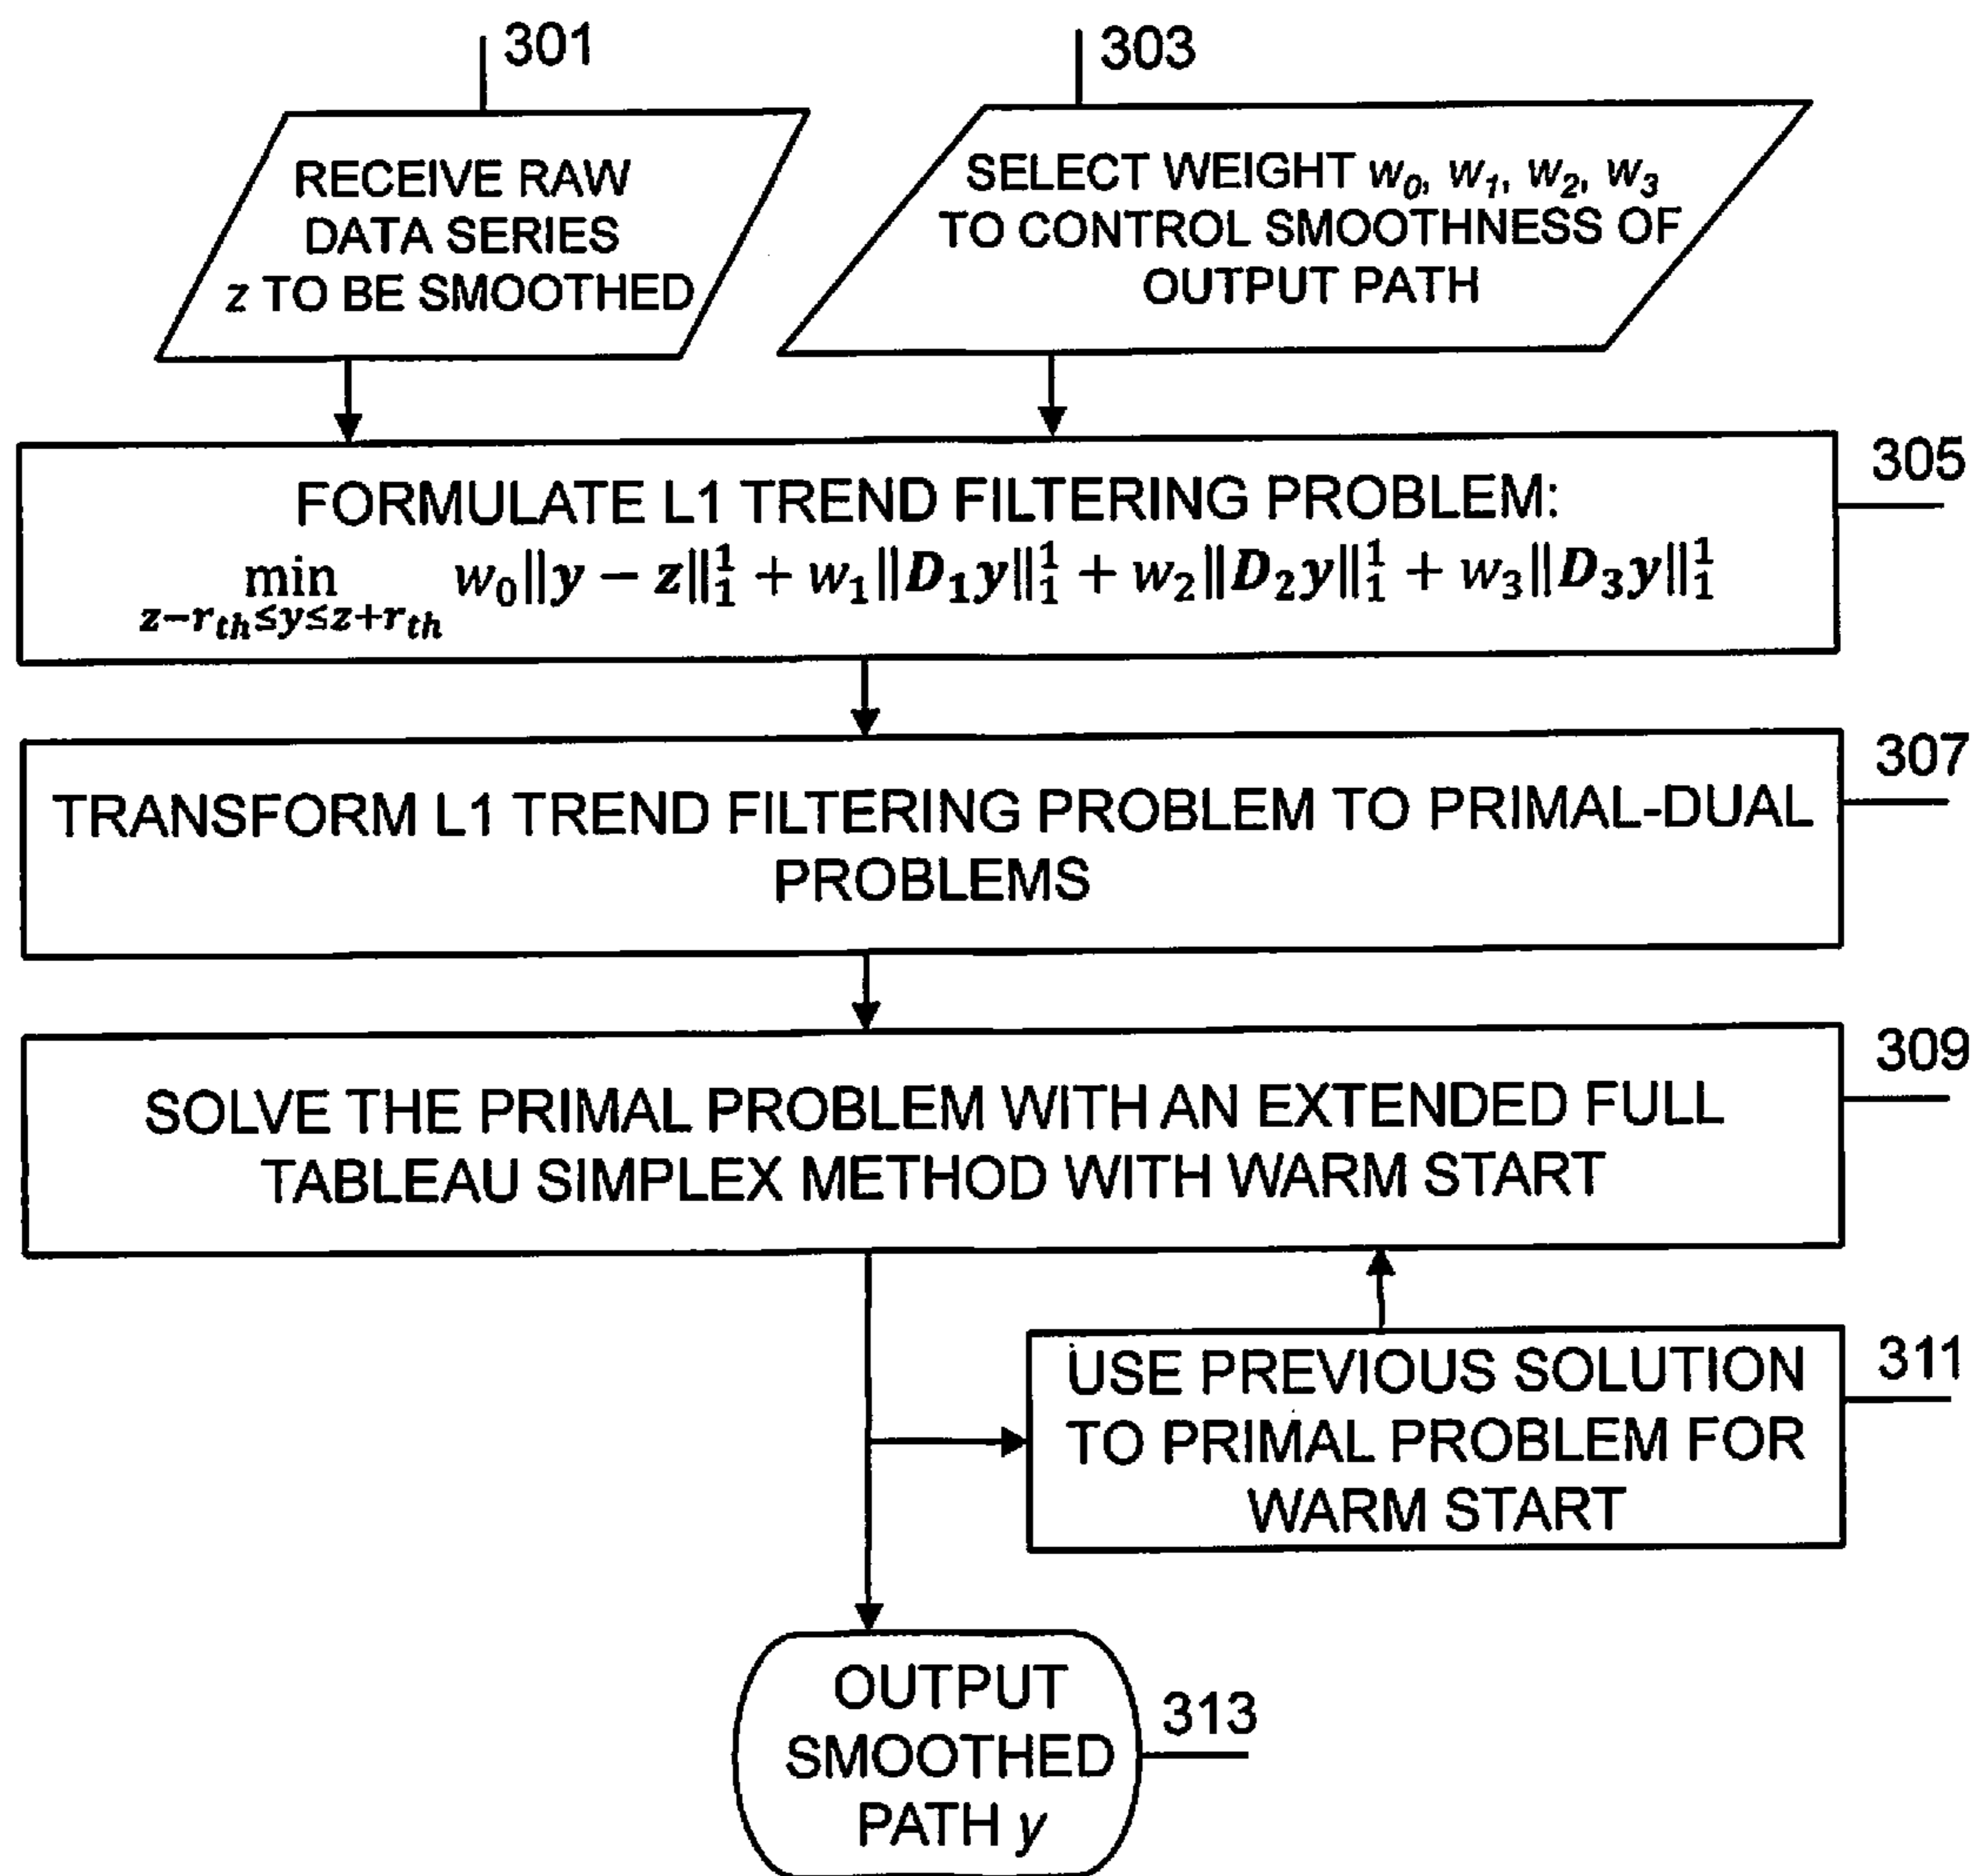 301
RECEIVE RAW
DATA SERIES
z TO BE SMOOTHED
303
SELECT WEIGHT w₀, w₁, w₂, w₃
TO CONTROL SMOOTHNESS OF
OUTPUT PATH
305
FORMULATE L1 TREND FILTERING PROBLEM:
min w₀‖y − z‖₁¹ + w₁‖D₁y‖₁¹ + w₂‖D₂y‖₁¹ + w₃‖D₃y‖₁¹
z−r_th≤y≤z+r_th
307
TRANSFORM L1 TREND FILTERING PROBLEM TO PRIMAL-DUAL
PROBLEMS
309
SOLVE THE PRIMAL PROBLEM WITH AN EXTENDED FULL
TABLEAU SIMPLEX METHOD WITH WARM START
311
USE PREVIOUS SOLUTION
TO PRIMAL PROBLEM FOR
WARM START
OUTPUT
SMOOTHED
PATH y
313